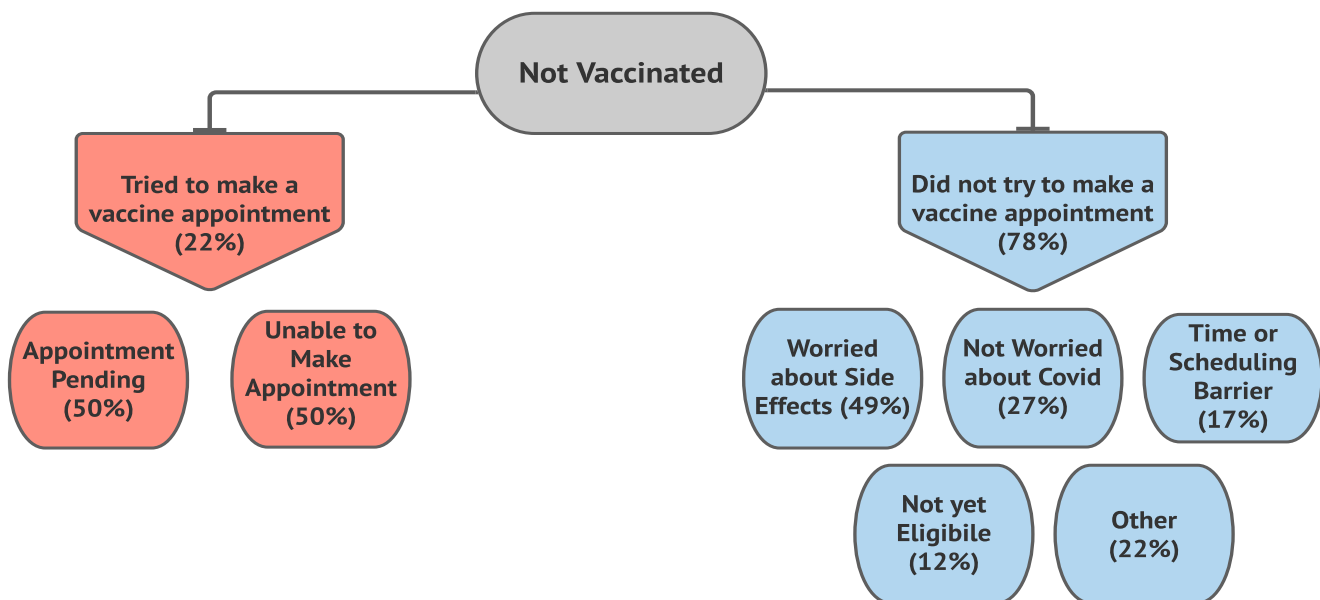 Not Vaccinated
Tried to make a
vaccine appointment
(22%)
Did not try to make a
vaccine appointment
(78%)
Appointment
Pending
(50%)
Unable to
Make
Appointment
(50%)
Worried
about Side
Effects (49%)
Not Worried
about Covid
(27%)
Time or
Scheduling
Barrier
(17%)
Not yet
Eligibile
(12%)
Other
(22%)